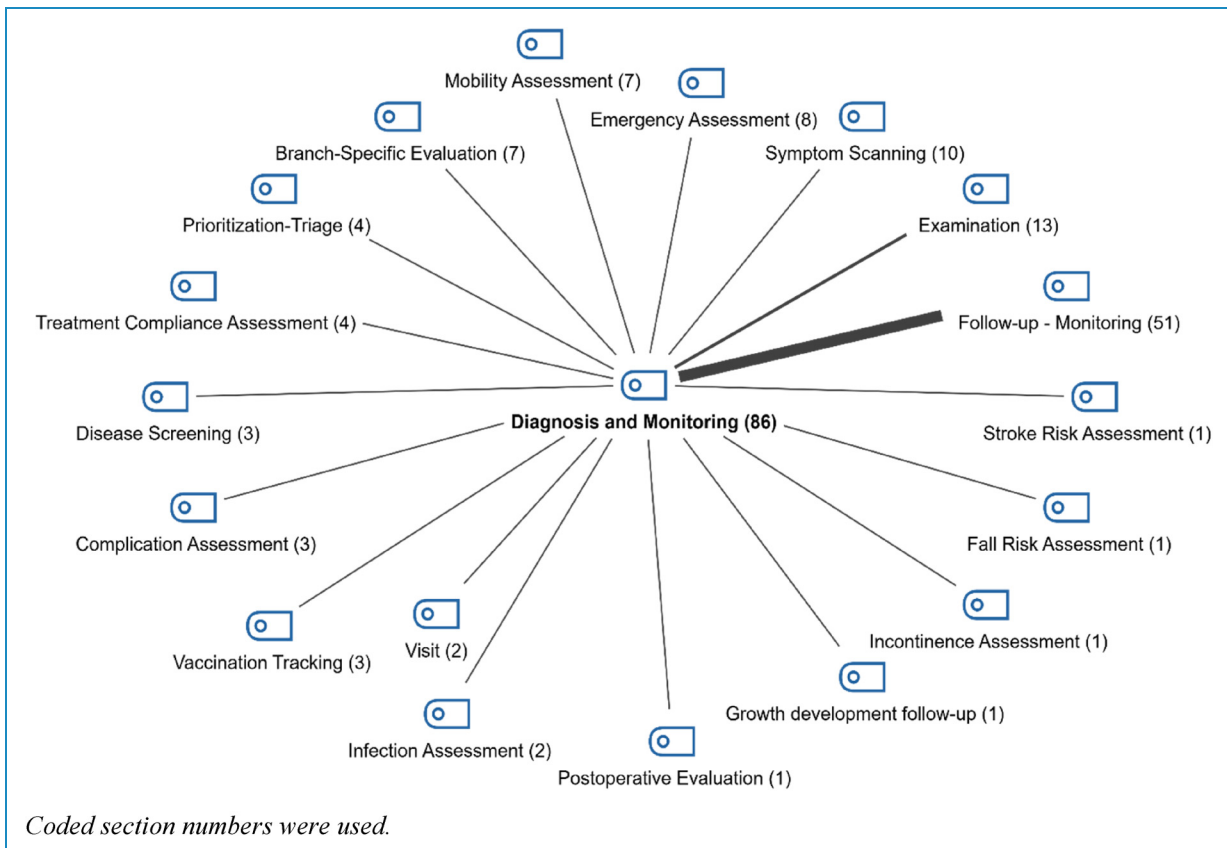 Mobility Assessment (7)
Emergency Assessment (8)
Branch-Specific Evaluation (7)
Symptom Scanning (10)
Prioritization-Triage (4)
Examination (13)
Treatment Compliance Assessment (4)
Follow-up - Monitoring (51)
Diagnosis and Monitoring (86)
Disease Screening (3)
Stroke Risk Assessment (1)
Complication Assessment (3)
Fall Risk Assessment (1)
Vaccination Tracking (3)
Visit (2)
Incontinence Assessment (1)
Growth development follow-up (1)
Infection Assessment (2)
Postoperative Evaluation (1)
Coded section numbers were used.